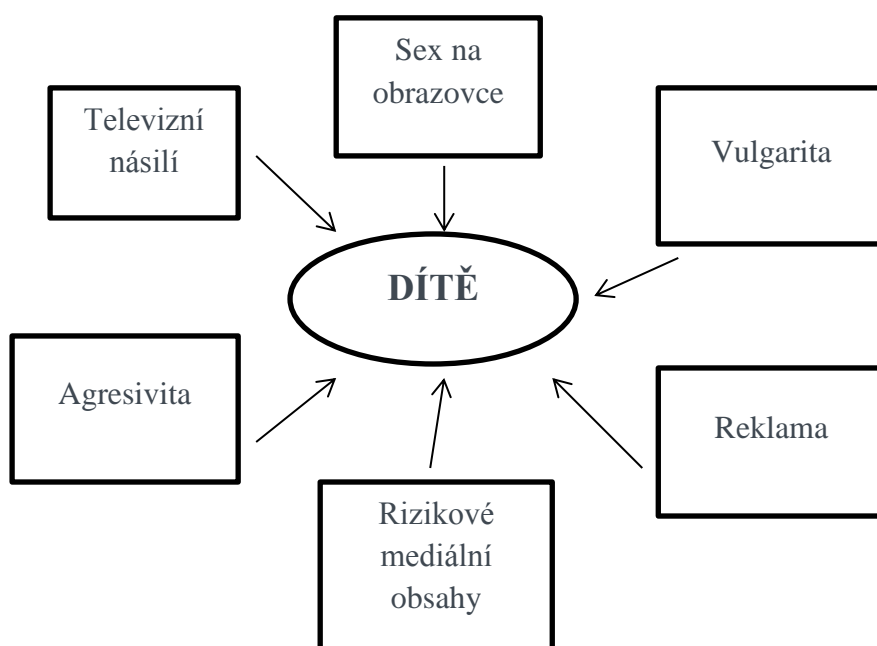 Sex na
obrazovce
Televizní
násilí
Vulgarita
DÍTĚ
Agresivita
Reklama
Rizikové
mediální
obsahy